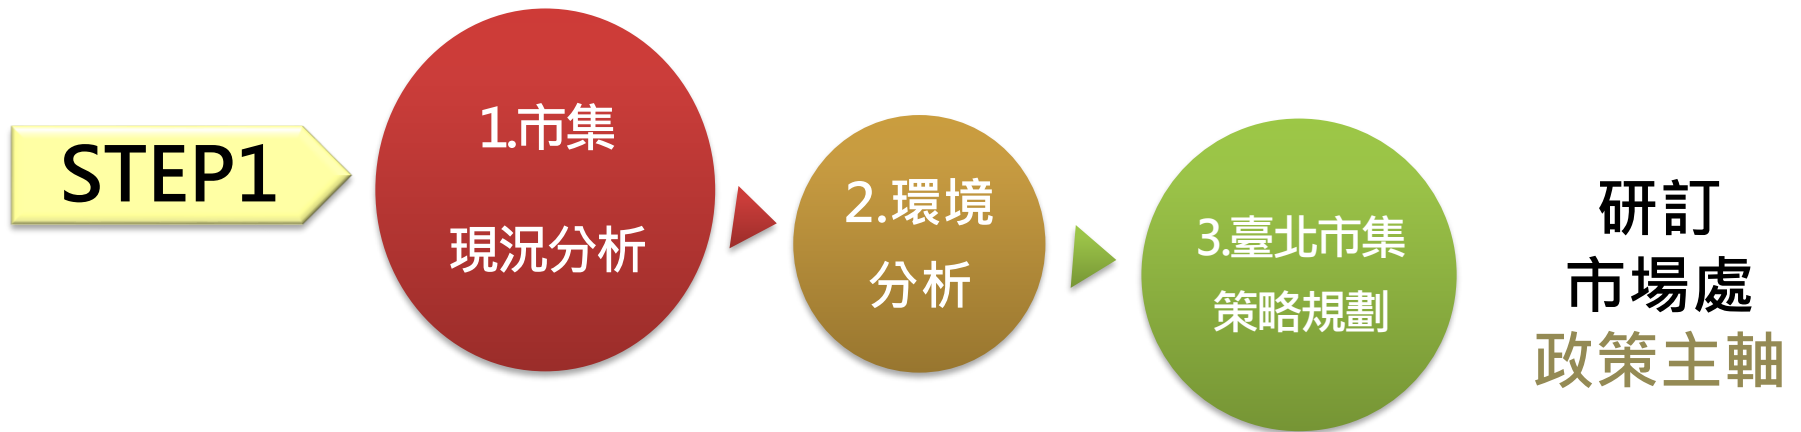 STEP1
1.市集
現況分析
2.環境
分析
3.臺北市集
策略規劃
研訂
市場處
政策主軸